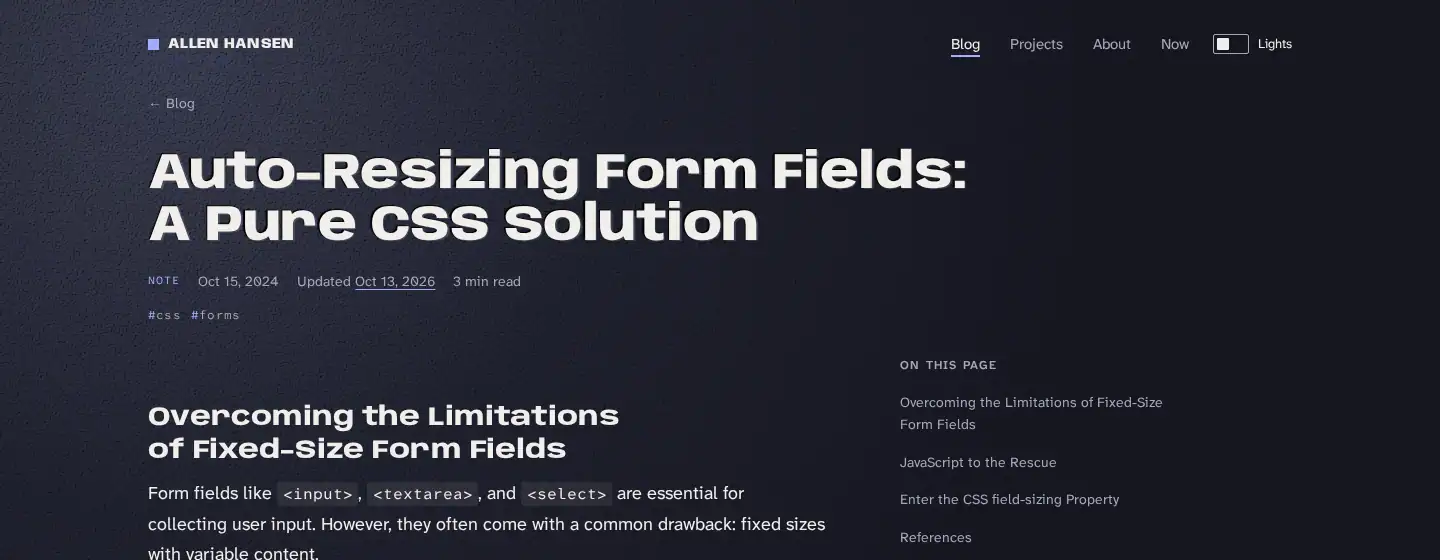 ALLEN HANSEN
Blog Projects About Now Lights
← Blog
Auto-Resizing Form Fields:
A Pure CSS Solution
NOTE Oct 15, 2024 Updated Oct 13, 2026 3 min read
#css #forms
Overcoming the Limitations
of Fixed-Size Form Fields
Form fields like <input>, <textarea>, and <select> are essential for
collecting user input. However, they often come with a common drawback: fixed sizes
with variable content.
ON THIS PAGE
Overcoming the Limitations of Fixed-Size
Form Fields
JavaScript to the Rescue
Enter the CSS field-sizing Property
References